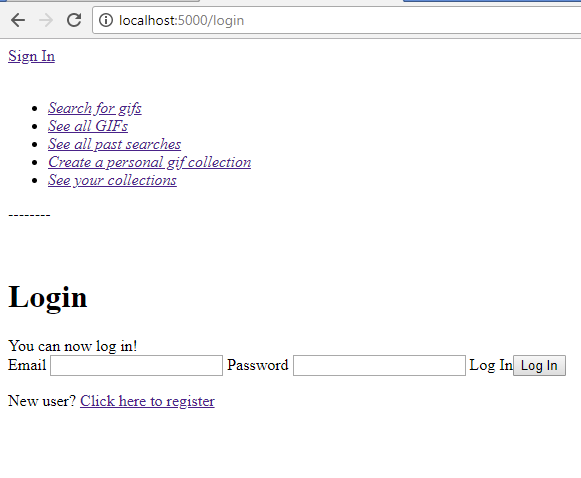 localhost:5000/login
Sign In
Search for gifs
See all GIFs
See all past searches
Create a personal gif collection
See your collections
--------
Login
You can now log in!
Email Password Log In Log In
New user? Click here to register